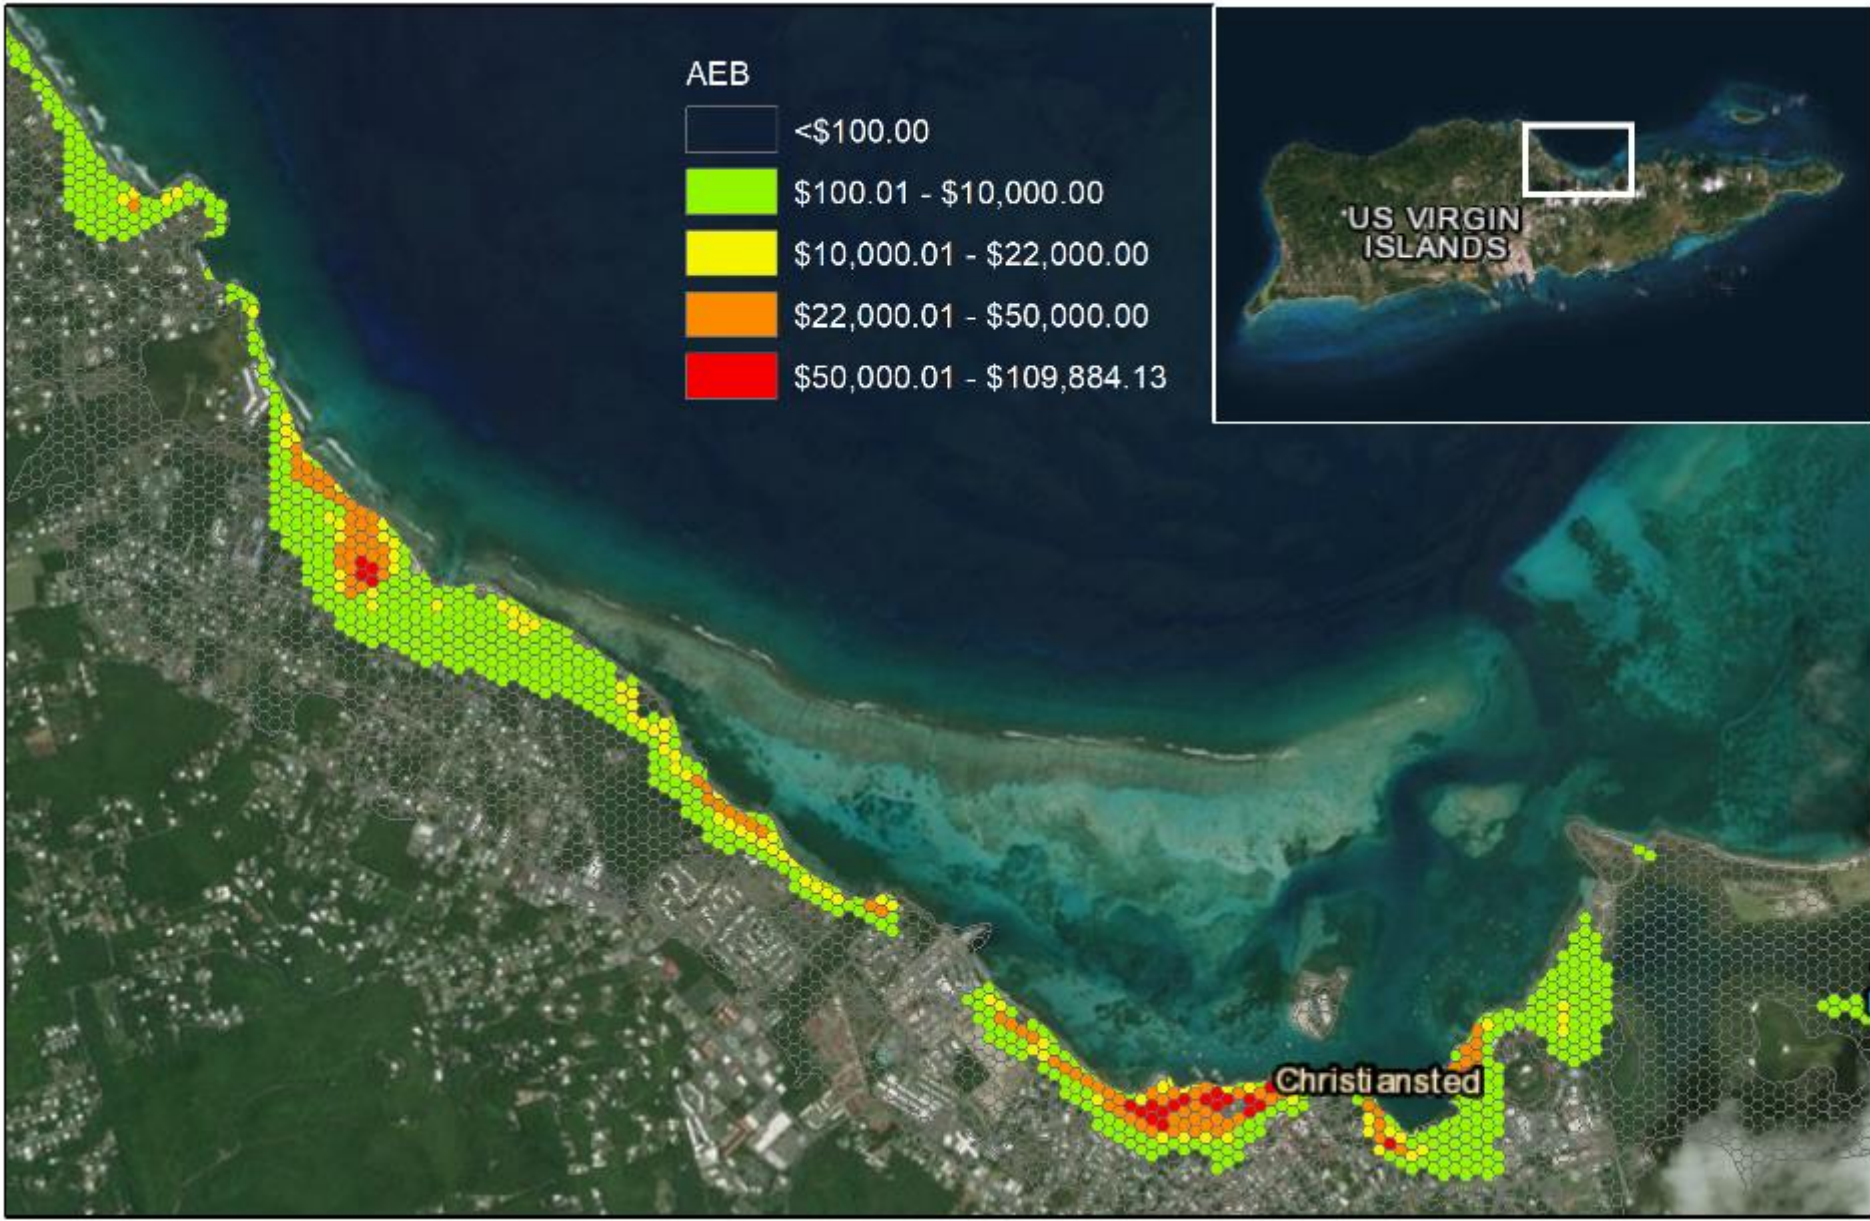 AEB
<$100.00
$100.01 - $10,000.00
$10,000.01 - $22,000.00
$22,000.01 - $50,000.00
$50,000.01 - $109,884.13
US VIRGIN
ISLANDS
Christiansted